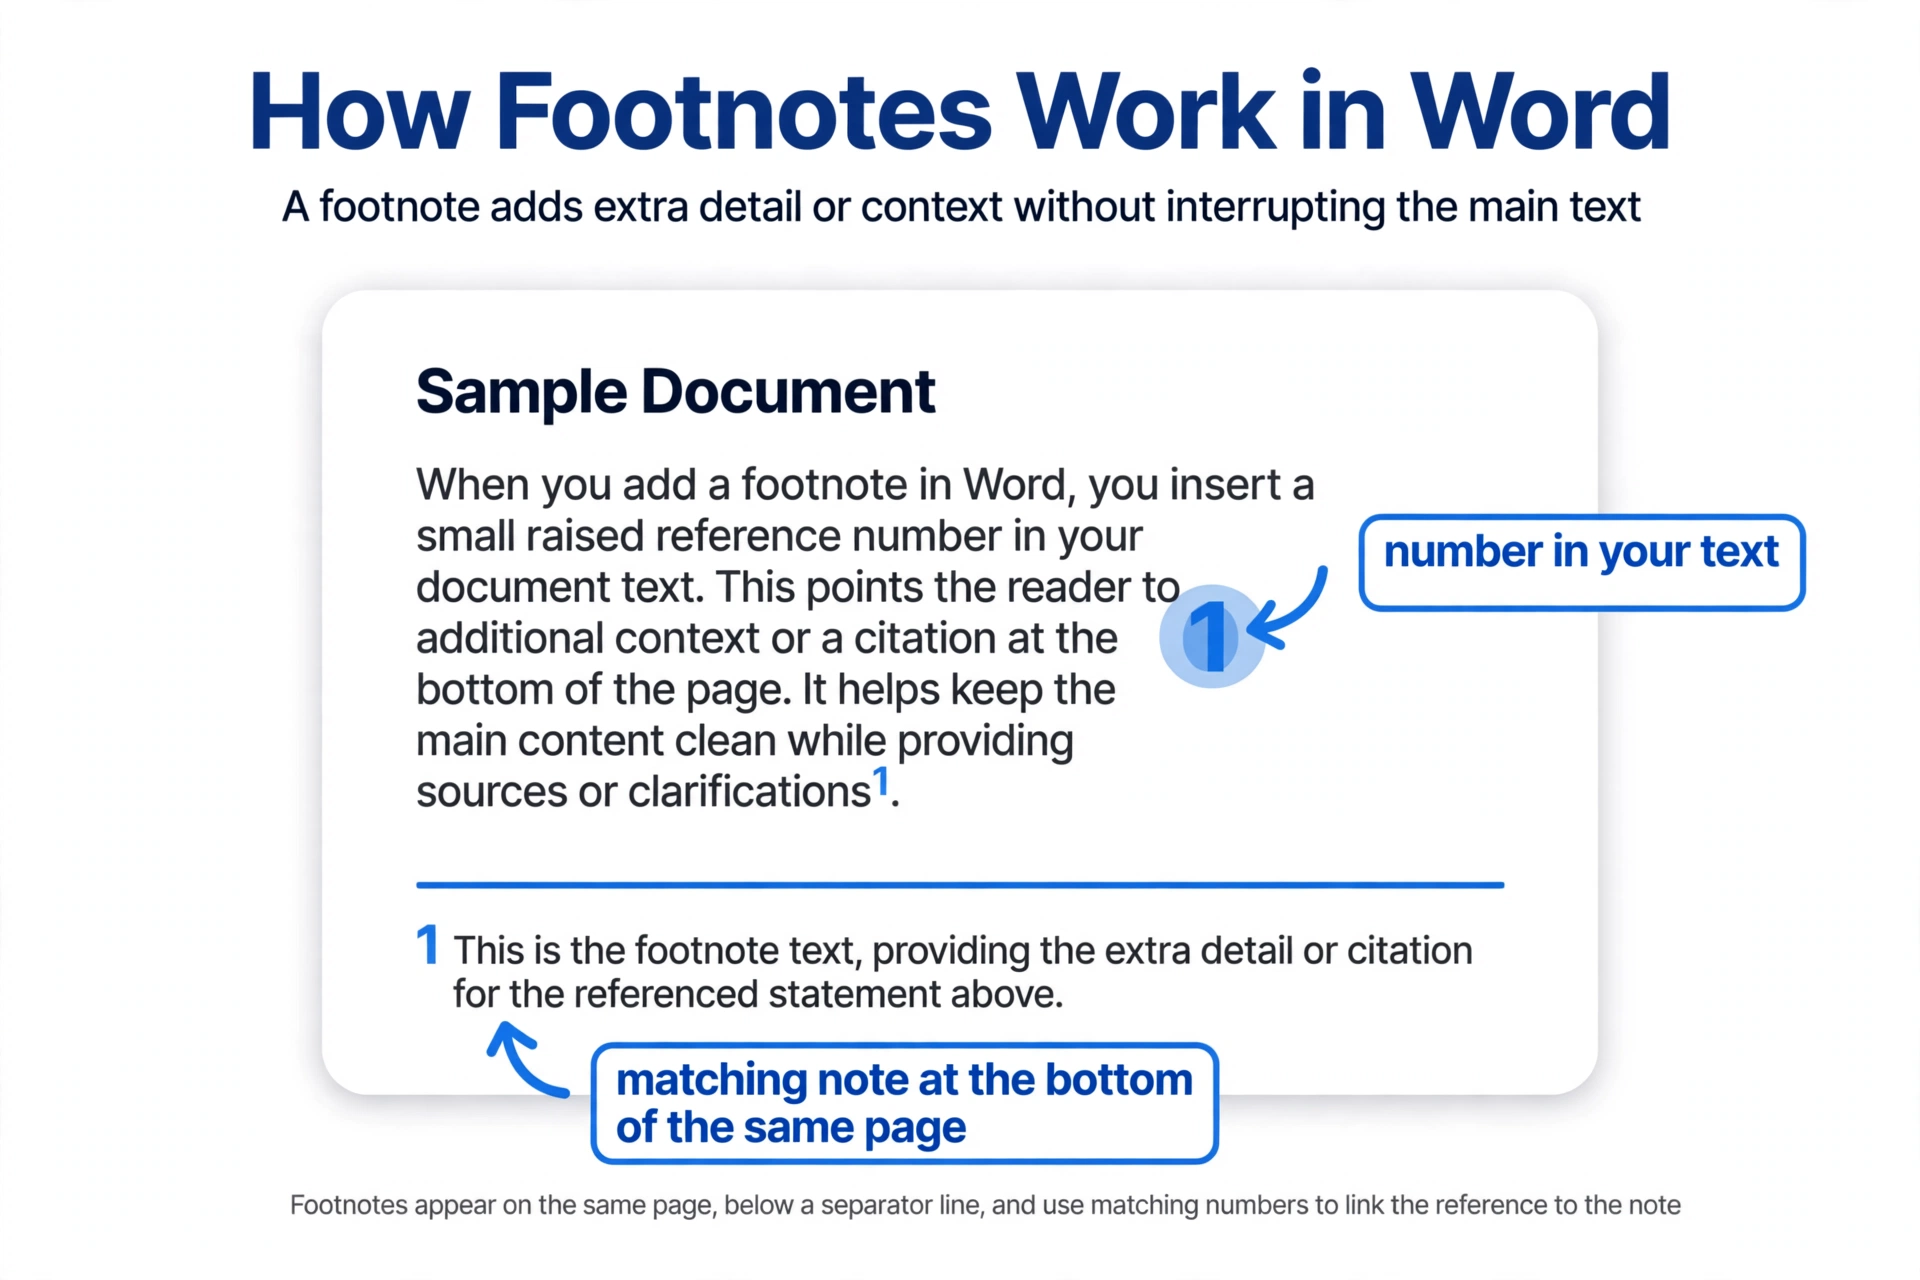 How Footnotes Work in Word
A footnote adds extra detail or context without interrupting the main text
Sample Document
When you add a footnote in Word, you insert a
small raised reference number in your
document text. This points the reader to
additional context or a citation at the
bottom of the page. It helps keep the
main content clean while providing
sources or clarifications¹.
1
number in your text
1 This is the footnote text, providing the extra detail or citation
for the referenced statement above.
matching note at the bottom
of the same page
Footnotes appear on the same page, below a separator line, and use matching numbers to link the reference to the note